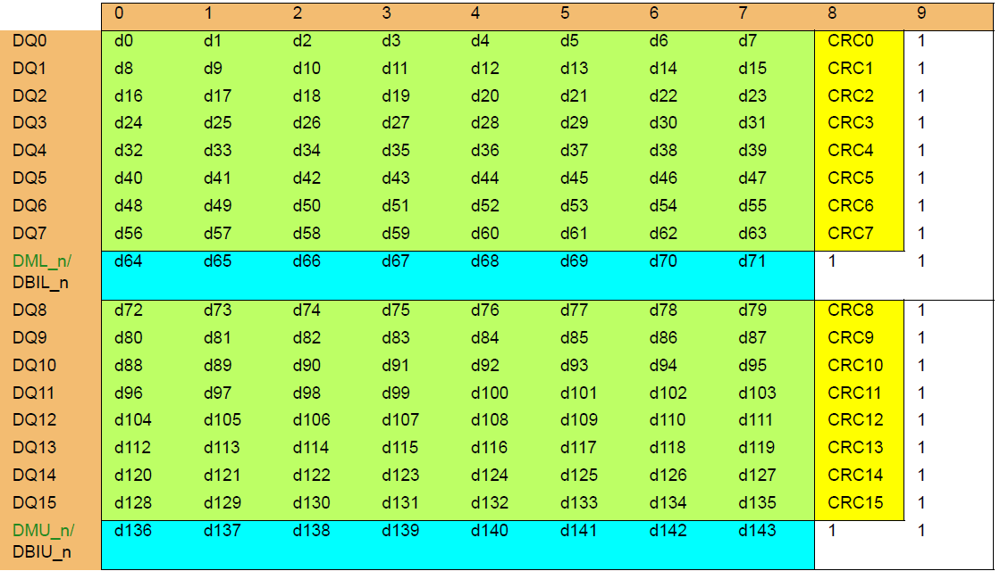 0 1 2 3 4 5 6 7 8 9
DQ0 d0 d1 d2 d3 d4 d5 d6 d7 CRC0 1
DQ1 d8 d9 d10 d11 d12 d13 d14 d15 CRC1 1
DQ2 d16 d17 d18 d19 d20 d21 d22 d23 CRC2 1
DQ3 d24 d25 d26 d27 d28 d29 d30 d31 CRC3 1
DQ4 d32 d33 d34 d35 d36 d37 d38 d39 CRC4 1
DQ5 d40 d41 d42 d43 d44 d45 d46 d47 CRC5 1
DQ6 d48 d49 d50 d51 d52 d53 d54 d55 CRC6 1
DQ7 d56 d57 d58 d59 d60 d61 d62 d63 CRC7 1
DML_n/ d64 d65 d66 d67 d68 d69 d70 d71 1 1
DBIL_n
DQ8 d72 d73 d74 d75 d76 d77 d78 d79 CRC8 1
DQ9 d80 d81 d82 d83 d84 d85 d86 d87 CRC9 1
DQ10 d88 d89 d90 d91 d92 d93 d94 d95 CRC10 1
DQ11 d96 d97 d98 d99 d100 d101 d102 d103 CRC11 1
DQ12 d104 d105 d106 d107 d108 d109 d110 d111 CRC12 1
DQ13 d112 d113 d114 d115 d116 d117 d118 d119 CRC13 1
DQ14 d120 d121 d122 d123 d124 d125 d126 d127 CRC14 1
DQ15 d128 d129 d130 d131 d132 d133 d134 d135 CRC15 1
DMU_n/ d136 d137 d138 d139 d140 d141 d142 d143 1 1
DBIU_n